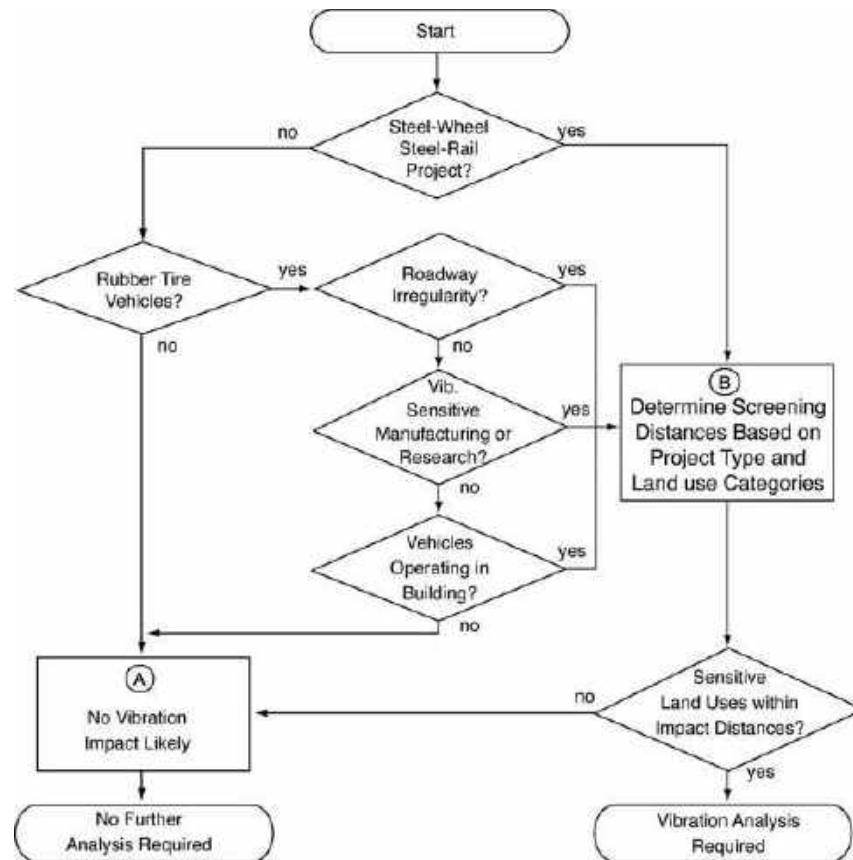 Start
Steel-Wheel
Steel-Rail
Project?
no
yes
Rubber Tire
Vehicles?
yes
no
Roadway
Irregularity?
yes
no
Vib.
Sensitive
Manufacturing or
Research?
yes
no
Vehicles
Operating in
Building?
yes
no
B
Determine Screening
Distances Based on
Project Type and
Land use Categories
Sensitive
Land Uses within
Impact Distances?
no
yes
A
No Vibration
Impact Likely
No Further
Analysis Required
Vibration Analysis
Required